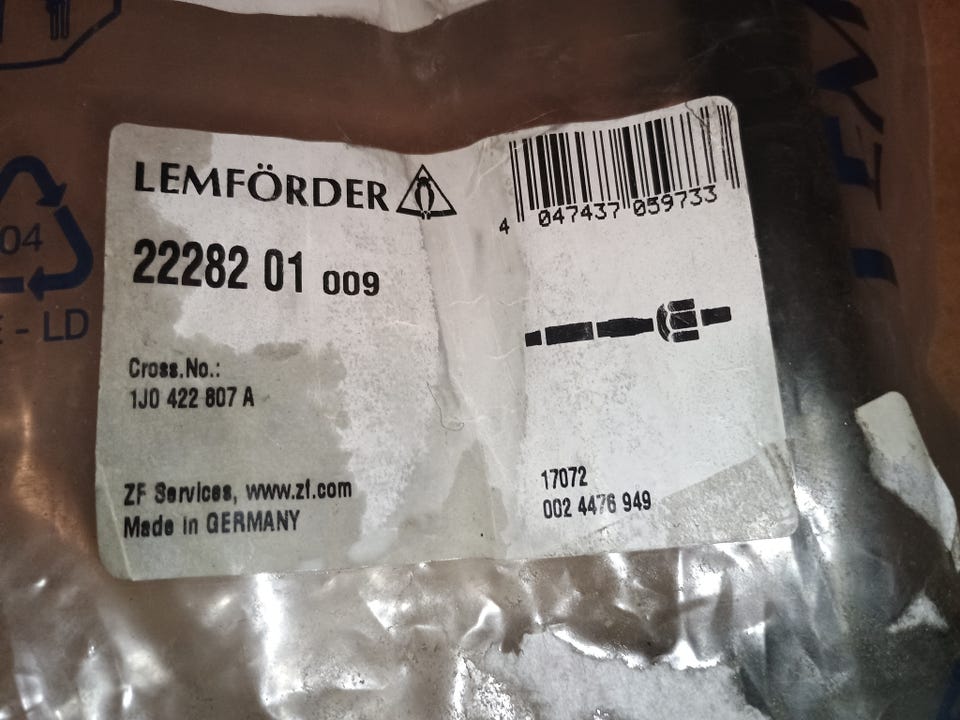 LEMFÖRDER
4 047437 059733
22282 01 009
Cross.No.:
1J0 422 807 A
ZF Services, www.zf.com
Made in GERMANY
17072
002 4476 949
04
E - LD
LEM